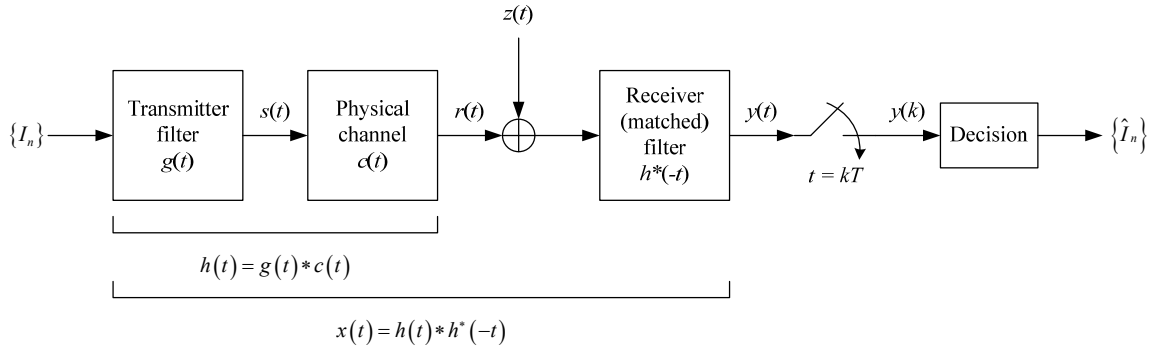 z(t)
{I_n}
Transmitter
filter
g(t)
s(t)
Physical
channel
c(t)
r(t)
Receiver
(matched)
filter
h*(-t)
y(t)
t = kT
y(k)
Decision
{Î_n}
h(t) = g(t) * c(t)
x(t) = h(t) * h*(-t)